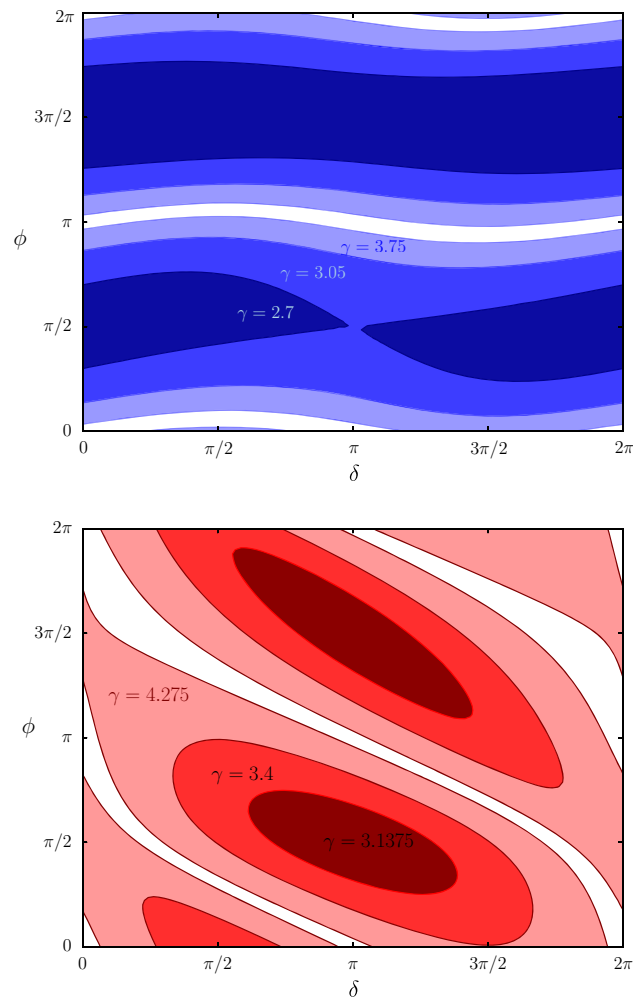 2π
3π/2
π
π/2
0
ϕ
γ = 3.75
γ = 3.05
γ = 2.7
0 π/2 π 3π/2 2π
δ
2π
3π/2
π
π/2
0
ϕ
γ = 4.275
γ = 3.4
γ = 3.1375
0 π/2 π 3π/2 2π
δ